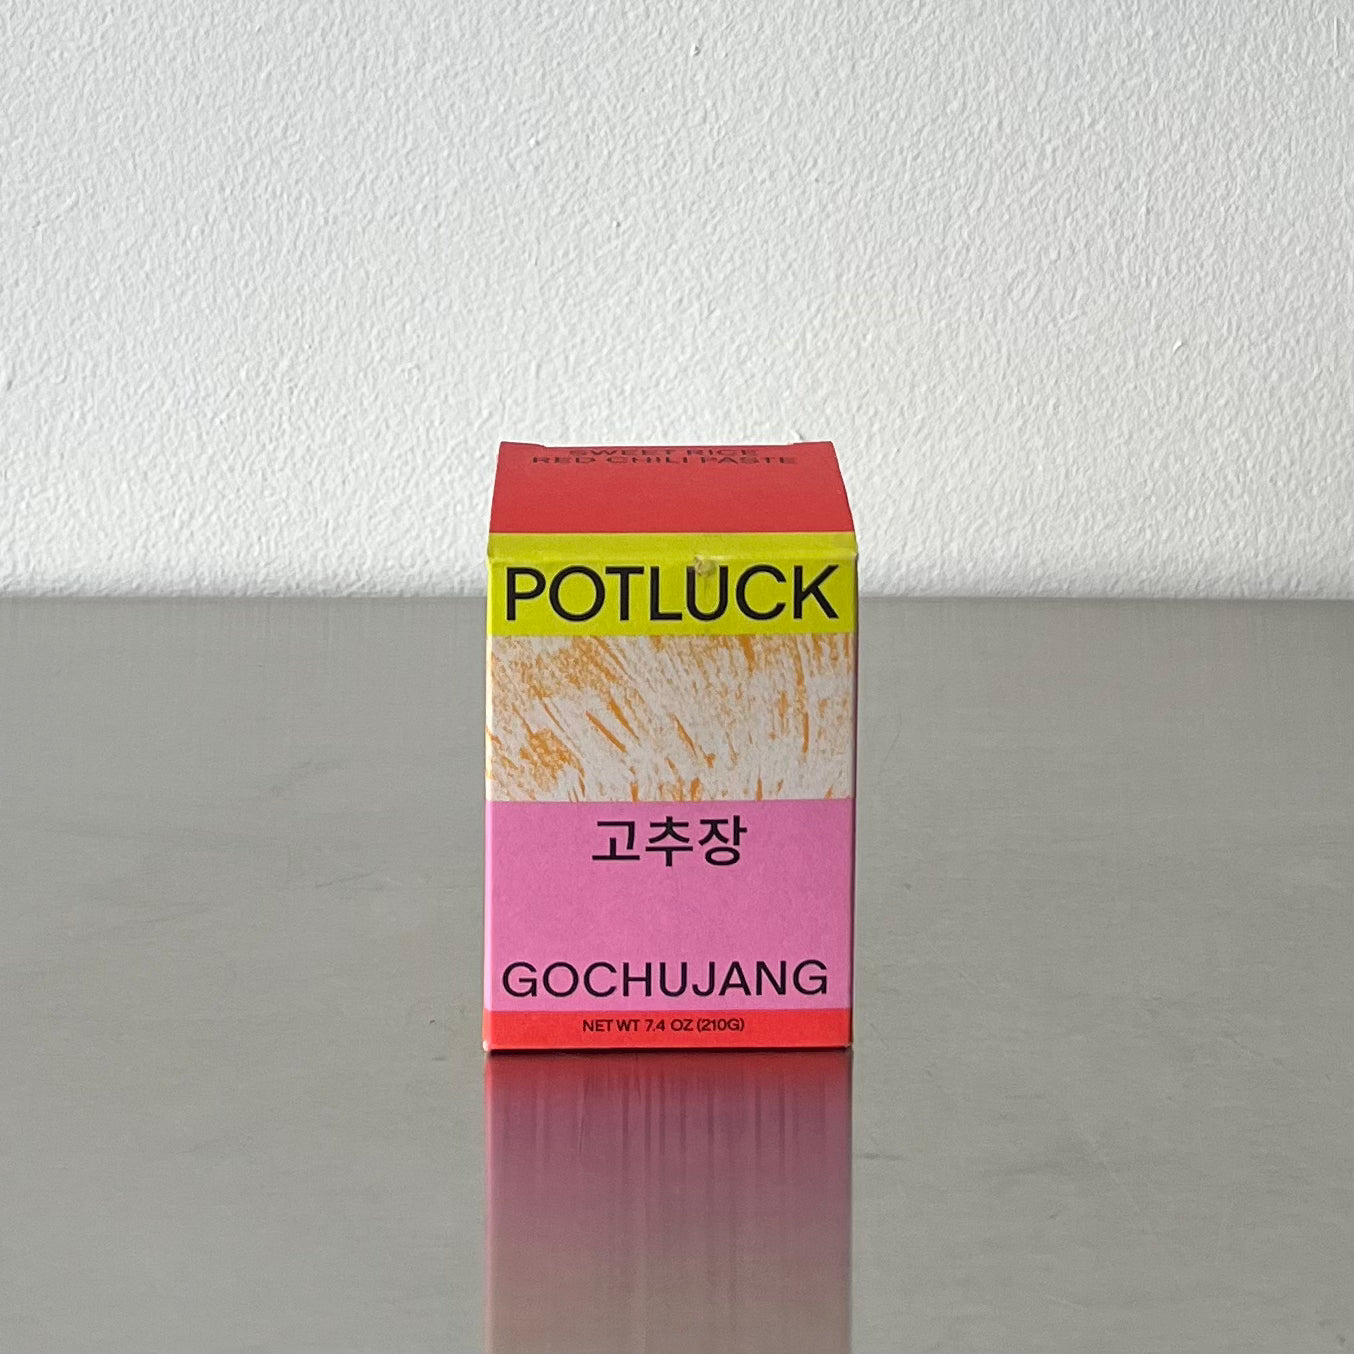 SWEET RICE
RED CHILI PASTE
POTLUCK
고추장
GOCHUJANG
NET WT 7.4 OZ (210G)